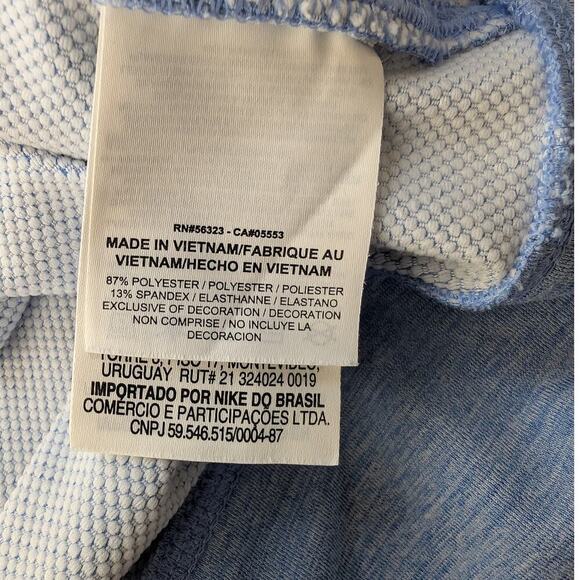 RN#56323 - CA#05553
MADE IN VIETNAM/FABRIQUE AU
VIETNAM/HECHO EN VIETNAM
87% POLYESTER / POLYESTER / POLIESTER
13% SPANDEX / ELASTHANNE / ELASTANO
EXCLUSIVE OF DECORATION / DECORATION
NON COMPRISE / NO INCLUYE LA
DECORACION
MONTEVIDEO,
URUGUAY RUT# 21 324024 0019
IMPORTADO POR NIKE DO BRASIL
COMÉRCIO E PARTICIPAÇÕES LTDA.
CNPJ 59.546.515/0004-87